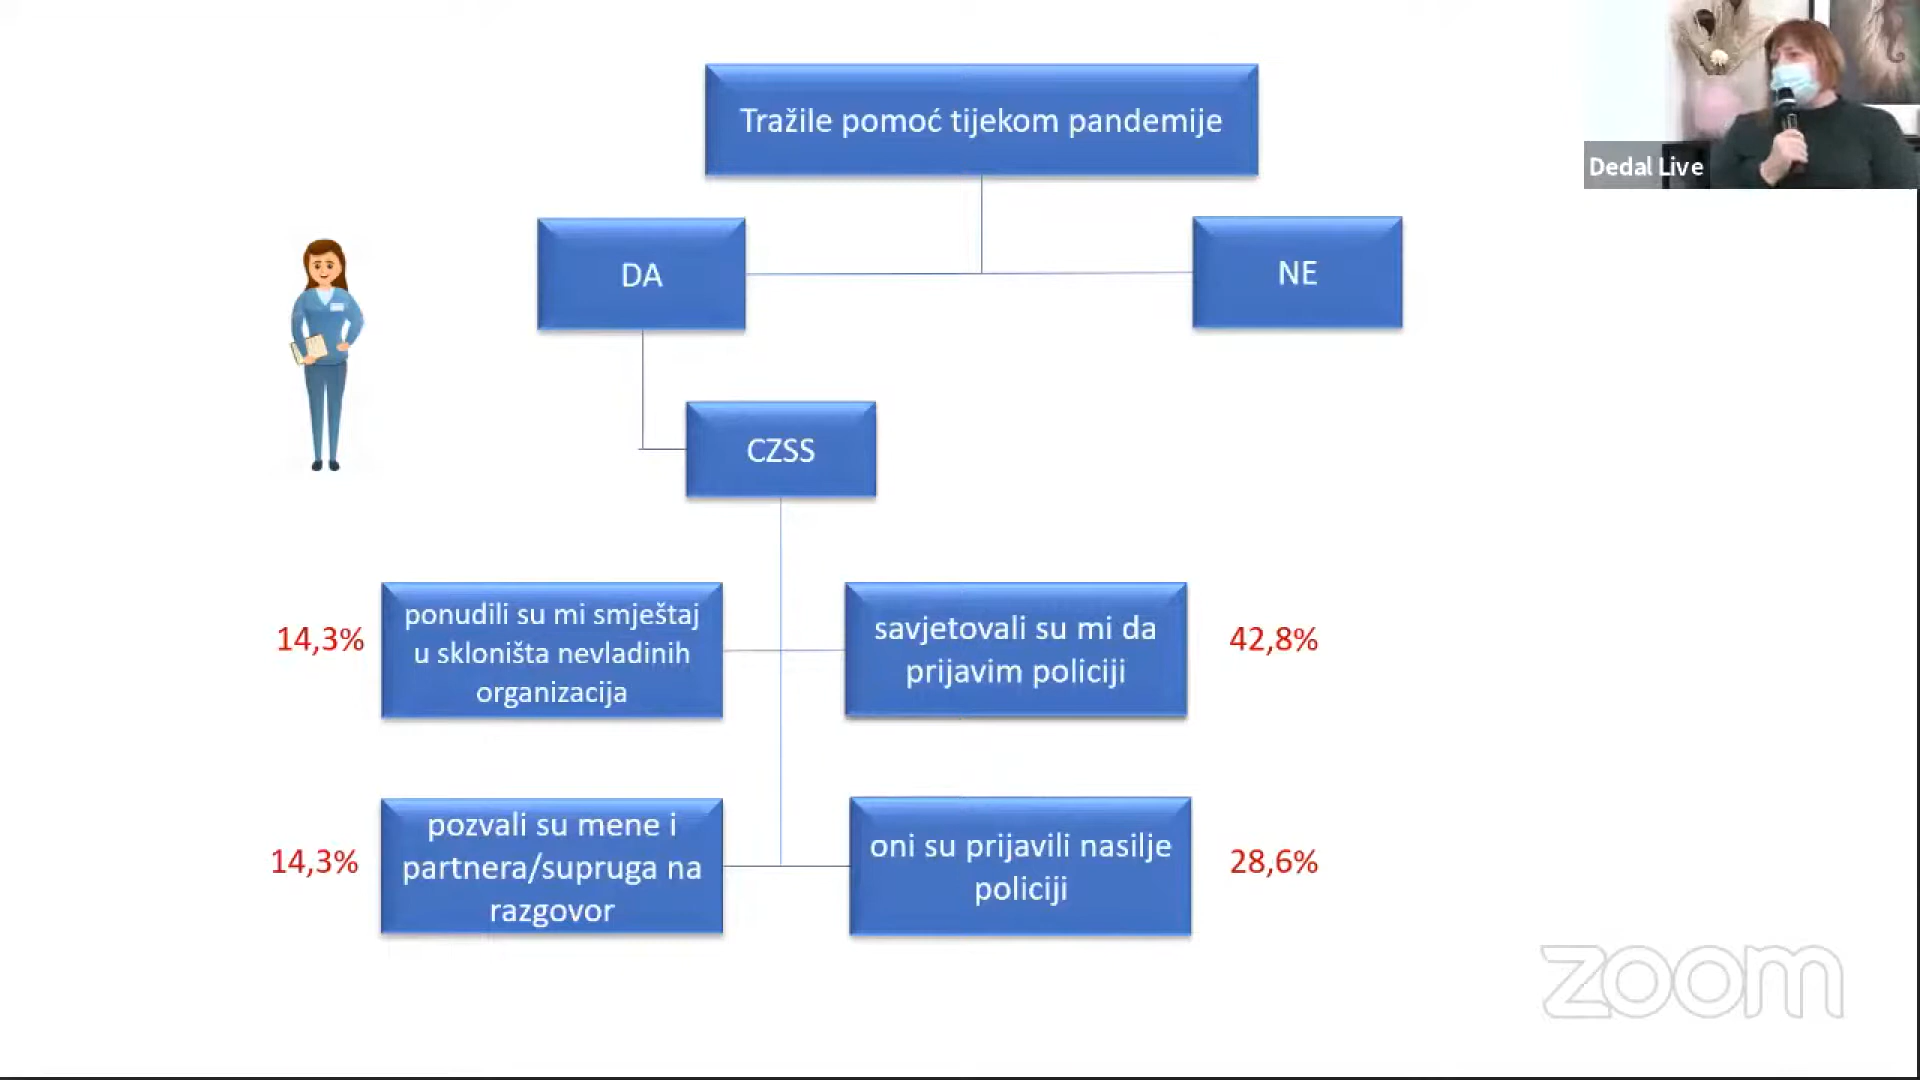 Tražile pomoć tijekom pandemije
Dedal Live
DA
NE
CZSS
14,3%
ponudili su mi smještaj
u skloništa nevladinih
organizacija
savjetovali su mi da
prijavim policiji
42,8%
14,3%
pozvali su mene i
partnera/supruga na
razgovor
oni su prijavili nasilje
policiji
28,6%
zoom